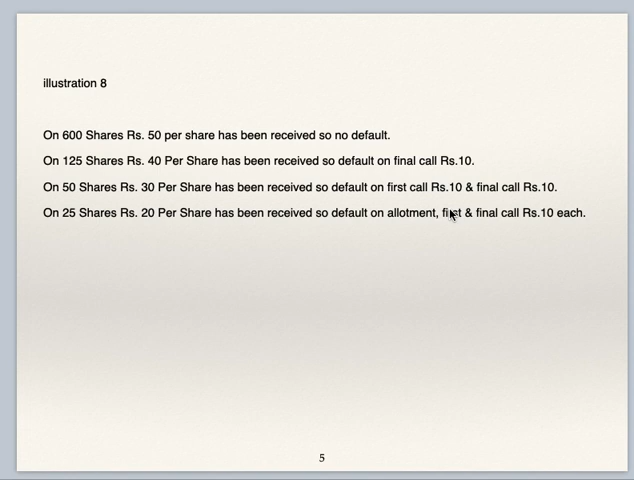 illustration 8
On 600 Shares Rs. 50 per share has been received so no default.
On 125 Shares Rs. 40 Per Share has been received so default on final call Rs.10.
On 50 Shares Rs. 30 Per Share has been received so default on first call Rs.10 & final call Rs.10.
On 25 Shares Rs. 20 Per Share has been received so default on allotment, first & final call Rs.10 each.
5